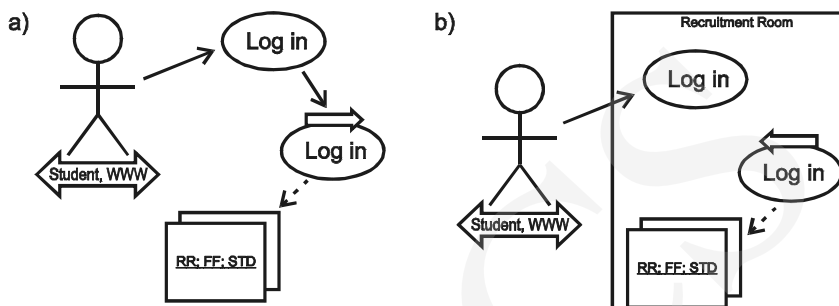 a)
Log in
Log in
Student, WWW
RR; FF; STD
b)
Recruitment Room
Log in
Log in
Student, WWW
RR; FF; STD